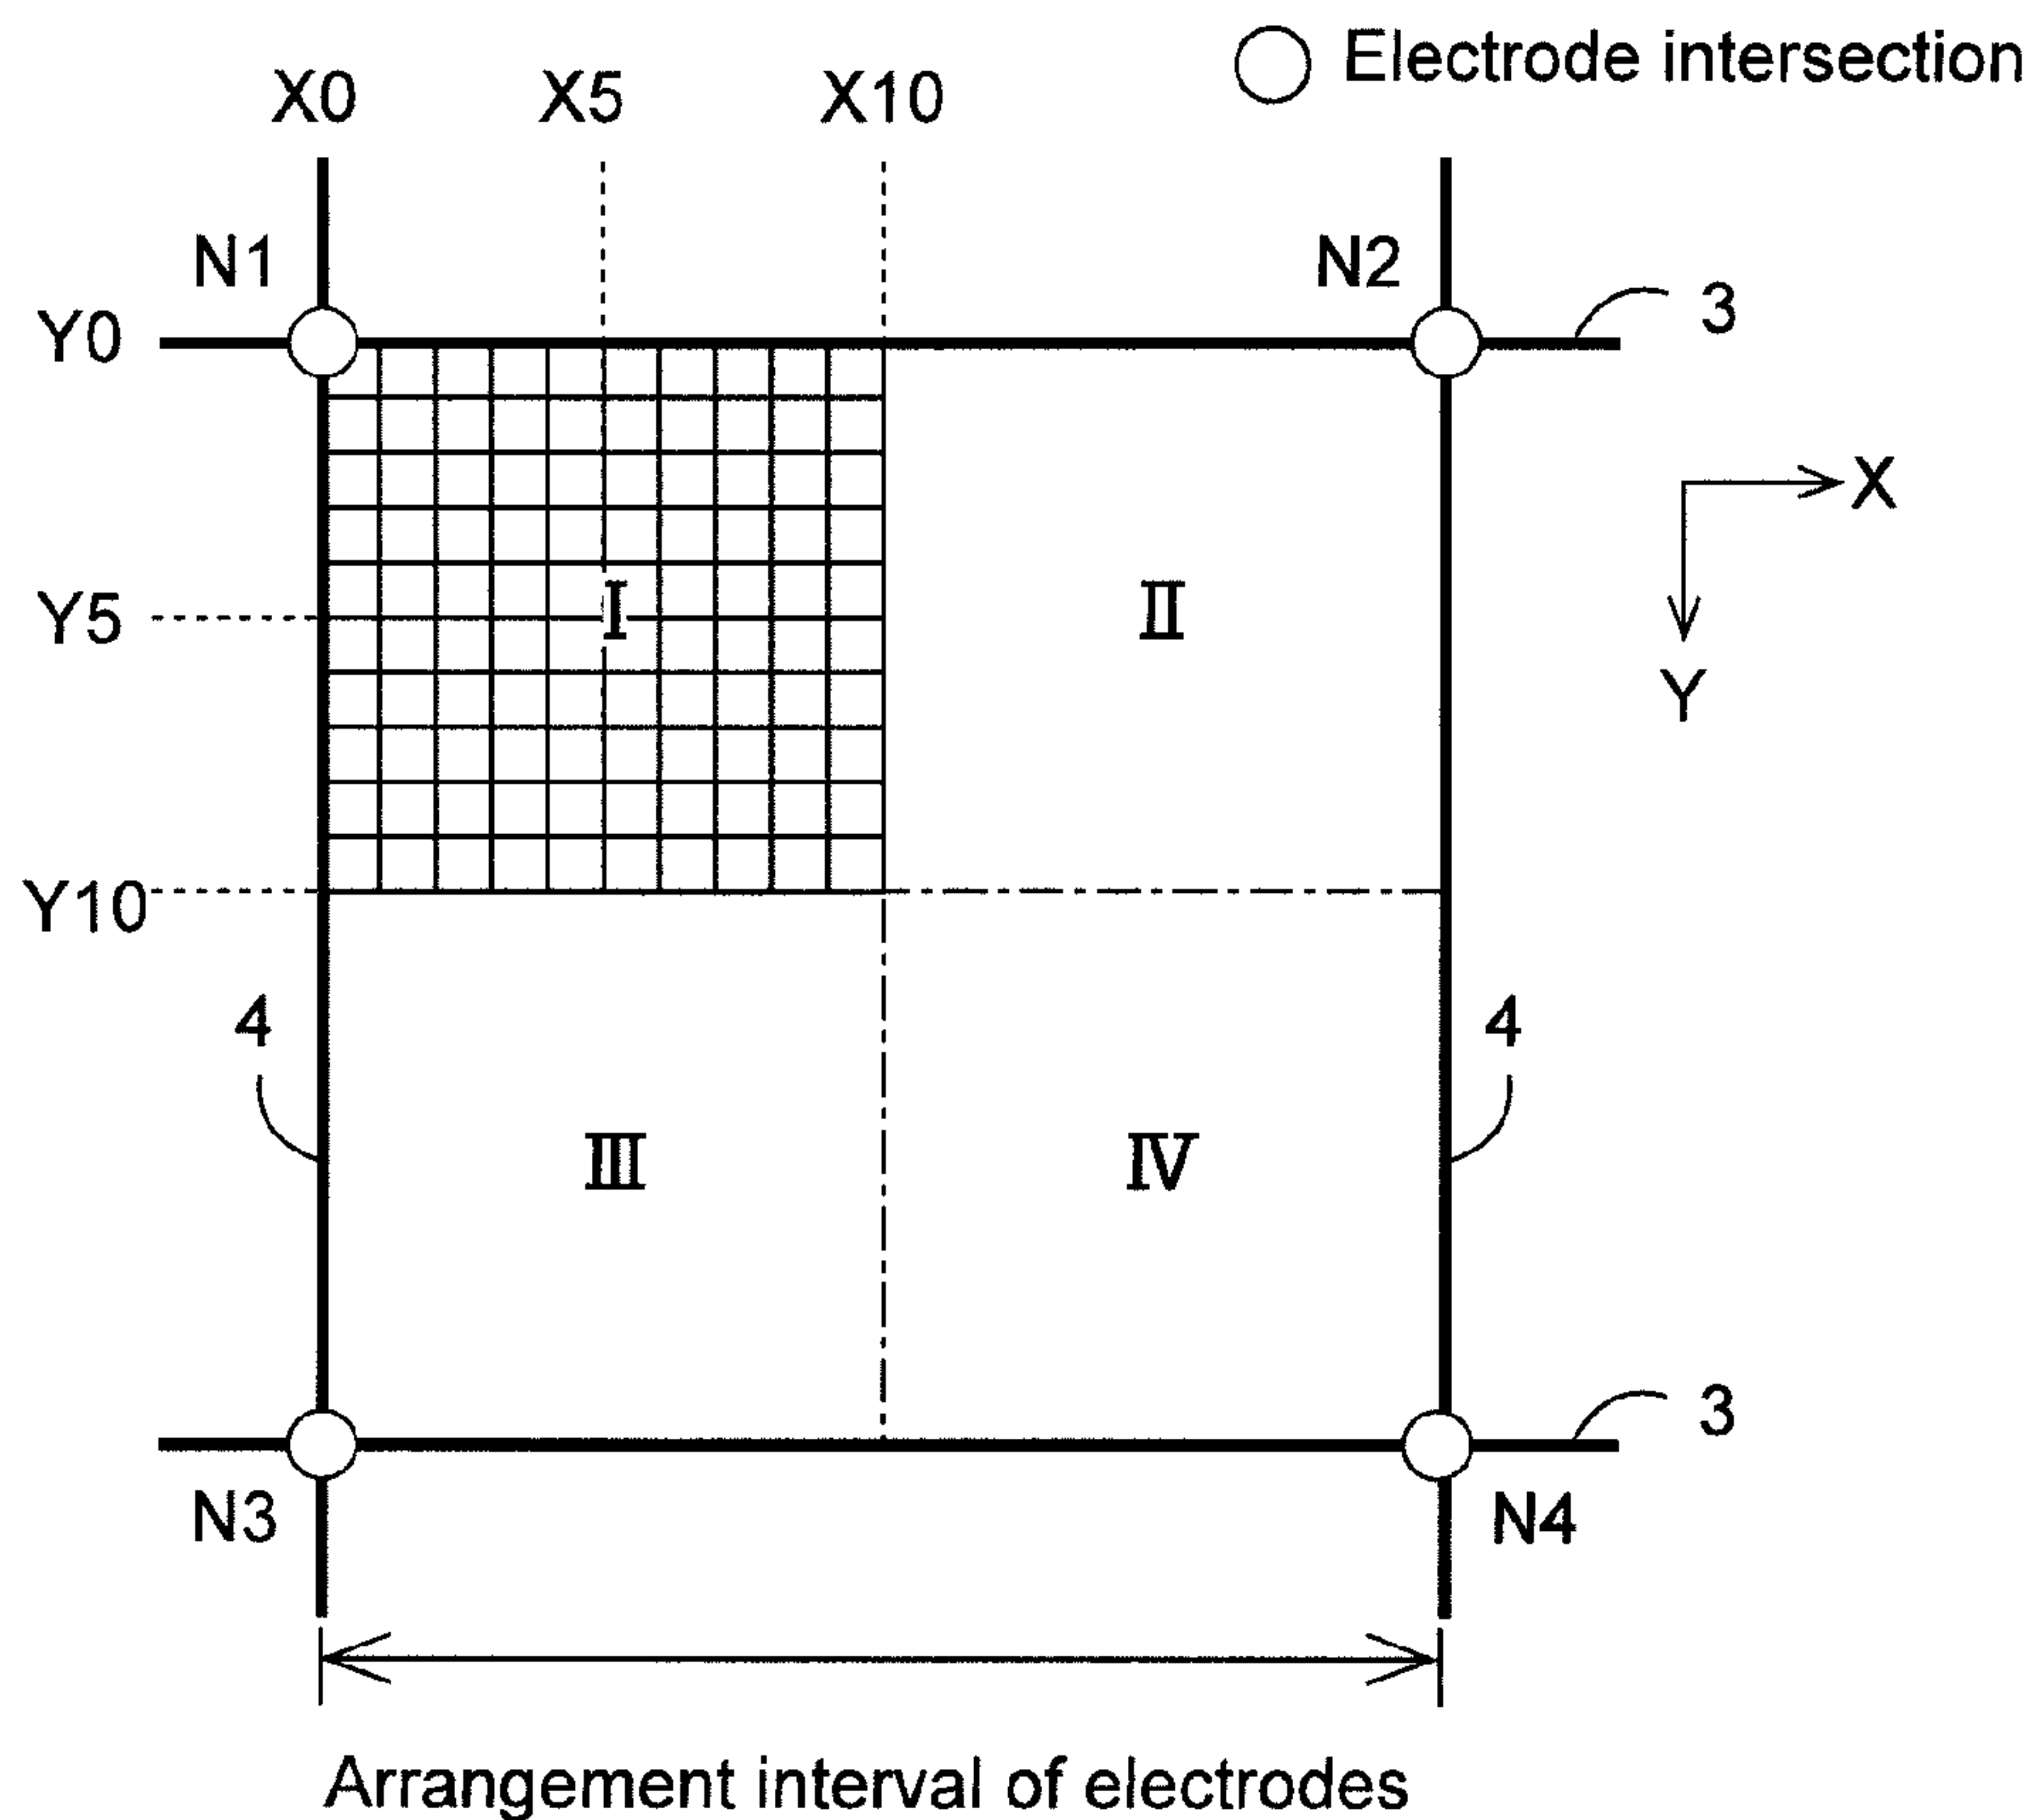 Electrode intersection
X0 X5 X10
N1 N2
Y0 3
X
Y5 I II
Y
Y10
4 4
III IV
3
N3 N4
Arrangement interval of electrodes